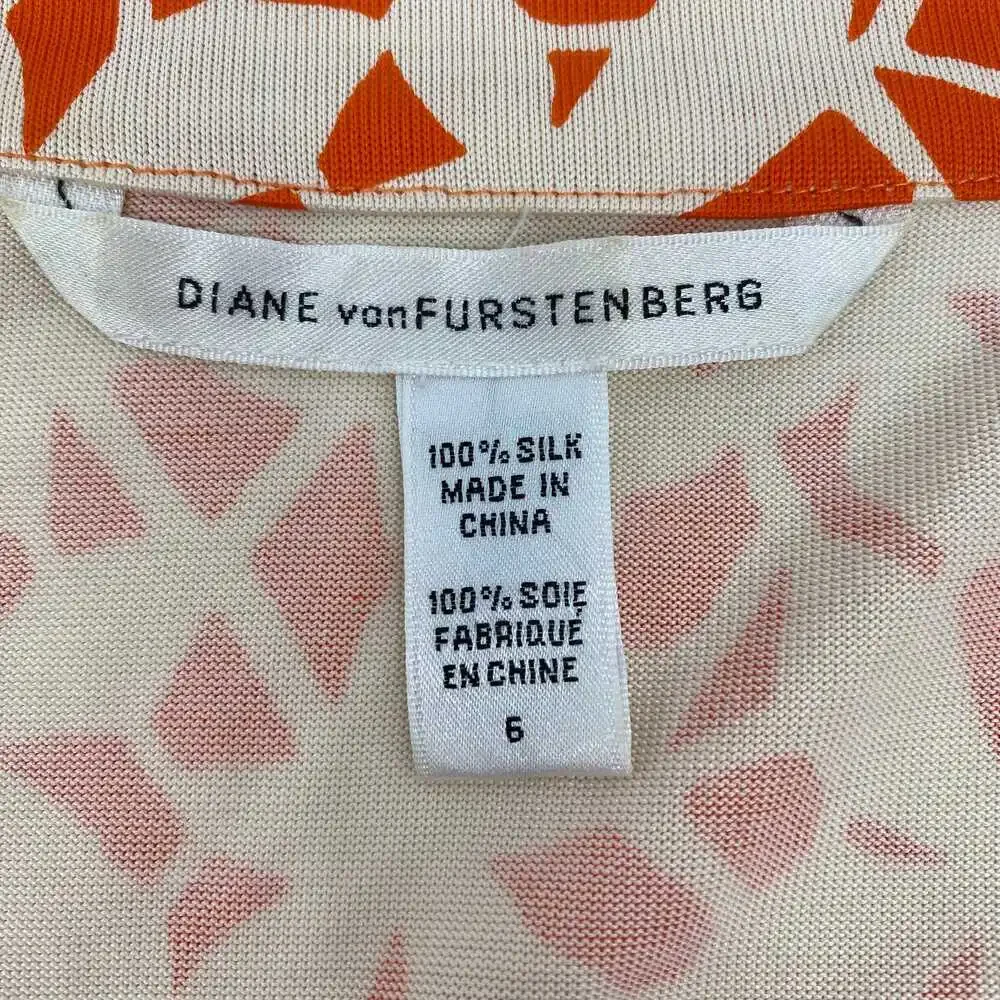 DIANE vonFURSTENBERG
100% SILK
MADE IN
CHINA
100% SOIE
FABRIQUÉ
EN CHINE
6